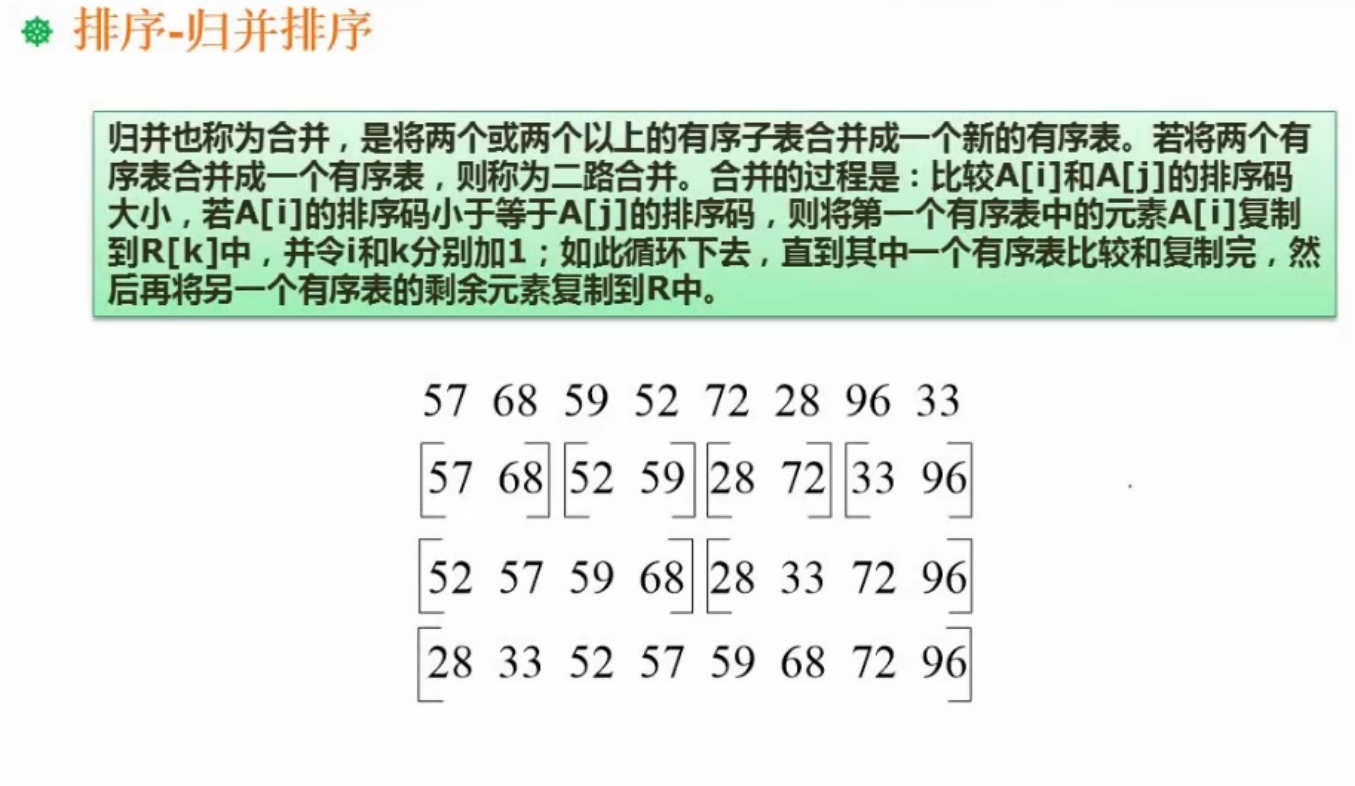 排序-归并排序
归并也称为合并，是将两个或两个以上的有序子表合并成一个新的有序表。若将两个有
序表合并成一个有序表，则称为二路合并。合并的过程是：比较A[i]和A[j]的排序码
大小，若A[i]的排序码小于等于A[j]的排序码，则将第一个有序表中的元素A[i]复制
到R[k]中，并令i和k分别加1；如此循环下去，直到其中一个有序表比较和复制完，然
后再将另一个有序表的剩余元素复制到R中。
57 68 59 52 72 28 96 33
[57 68] [52 59] [28 72] [33 96]
[52 57 59 68] [28 33 72 96]
[28 33 52 57 59 68 72 96]